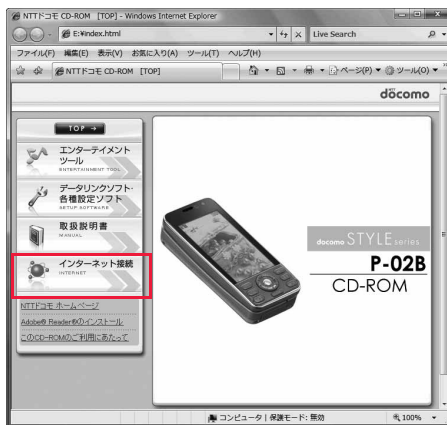 NTTドコモ CD-ROM [TOP] - Windows Internet Explorer
E:¥index.html
Live Search
ファイル(F) 編集(E) 表示(V) お気に入り(A) ツール(T) ヘルプ(H)
NTTドコモ CD-ROM [TOP]
ページ(P) ツール(O)
döcomo
TOP →
エンターテイメント
ツール
ENTERTAINMENT TOOL
データリンクソフト・
各種設定ソフト
SETUP SOFTWARE
取扱説明書
MANUAL
インターネット接続
INTERNET
NTTドコモ ホームページ
Adobe® Reader®のインストール
このCD-ROMのご利用にあたって
docomo STYLE series
P-02B
CD-ROM
コンピュータ | 保護モード: 無効
100%